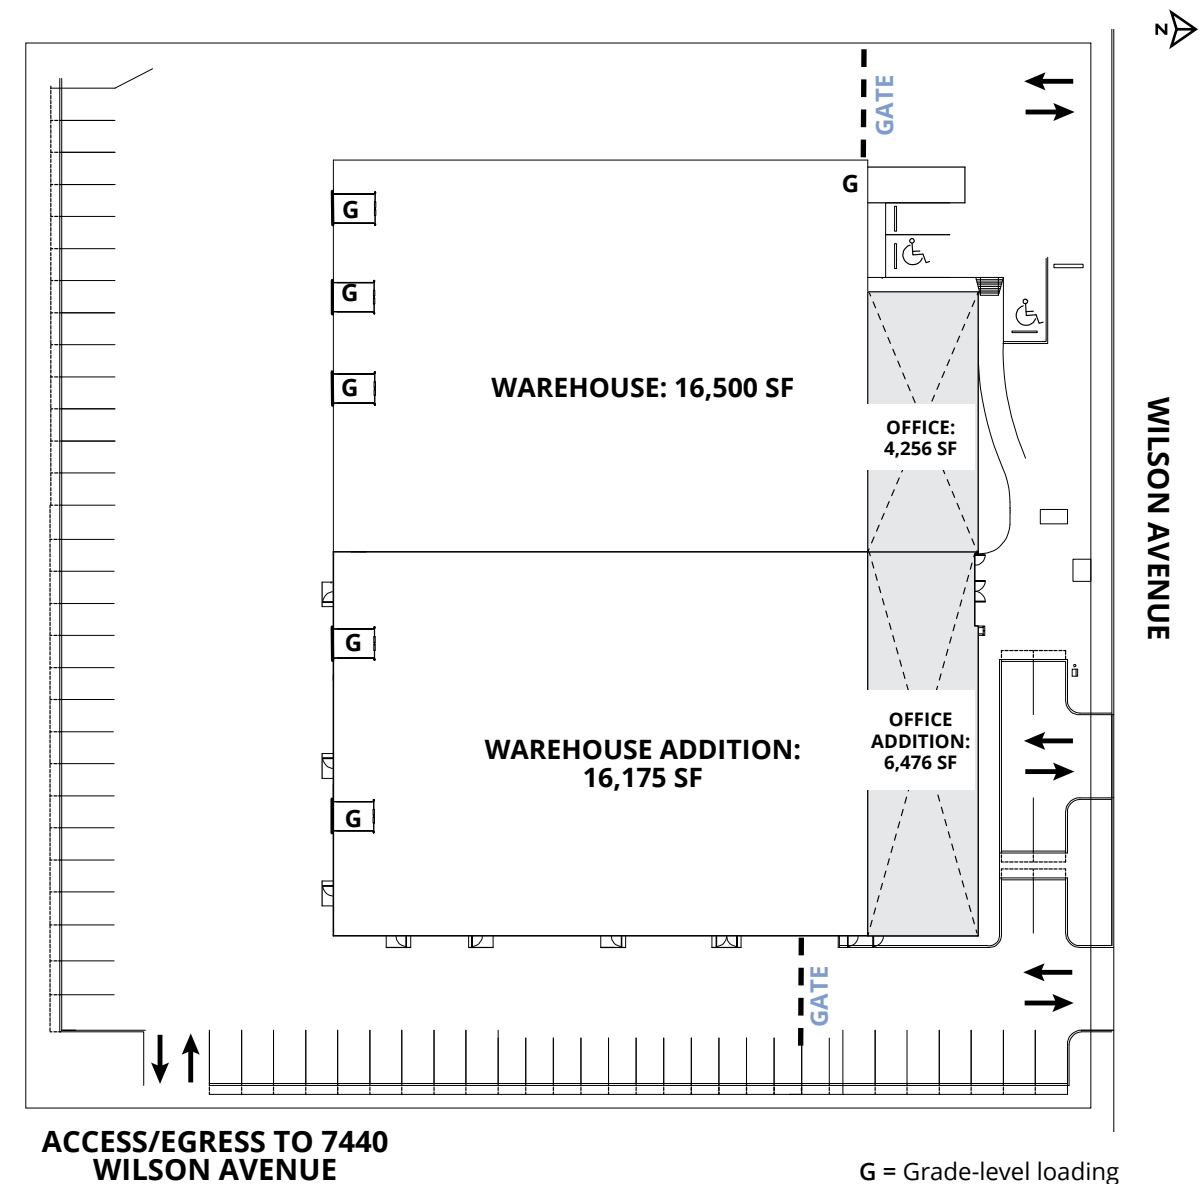 N
GATE
G
G
G
G
WAREHOUSE: 16,500 SF
OFFICE:
4,256 SF
WILSON AVENUE
G
WAREHOUSE ADDITION:
16,175 SF
OFFICE
ADDITION:
6,476 SF
G
GATE
ACCESS/EGRESS TO 7440
WILSON AVENUE
G = Grade-level loading